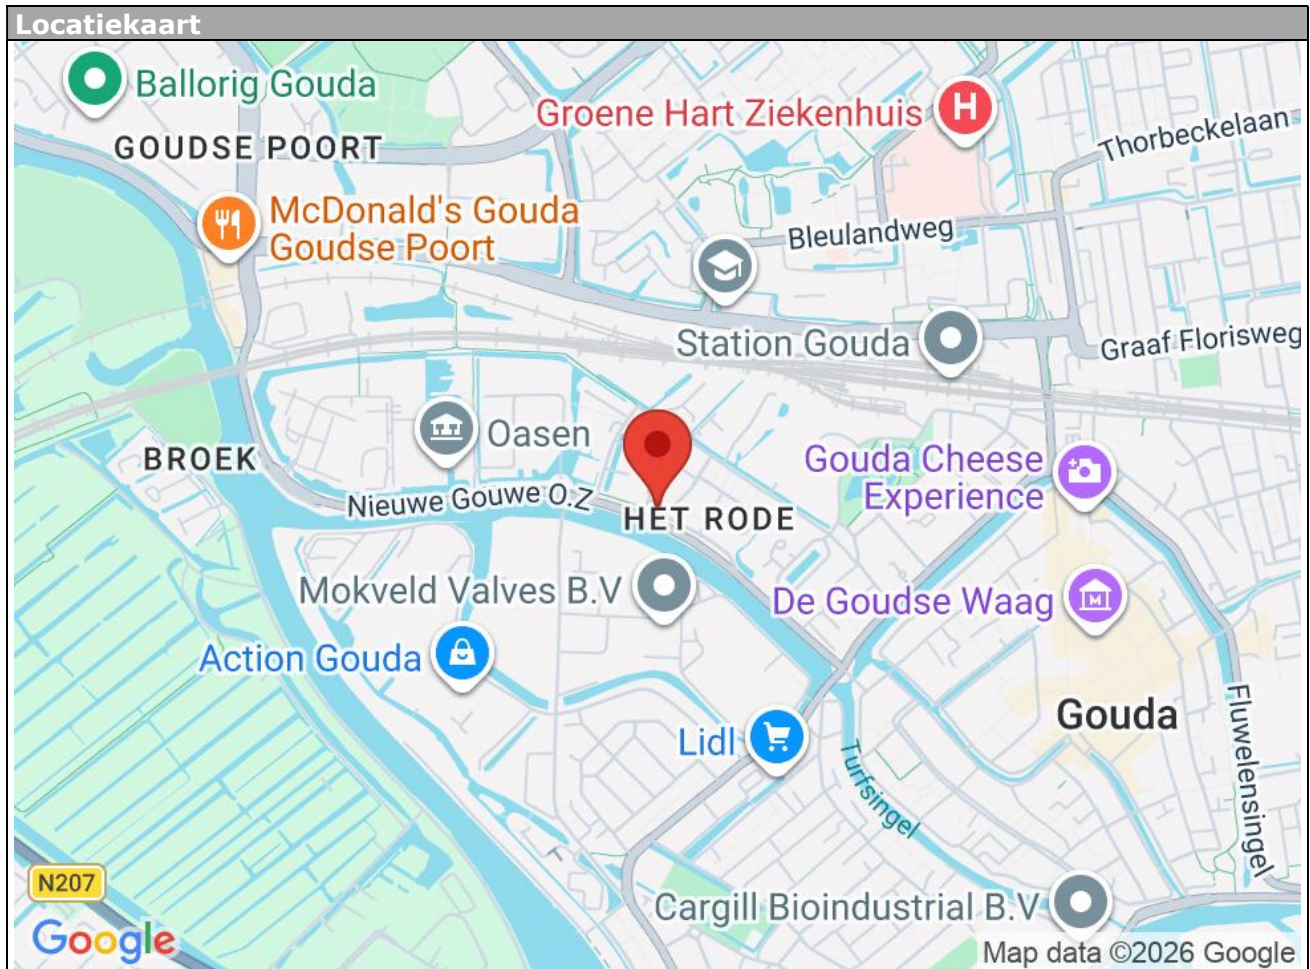 Locatiekaart
Ballorig Gouda
Groene Hart Ziekenhuis
H
GOUDSE POORT
Thorbeckelaan
McDonald's Gouda
Goudse Poort
Bleulandweg
Station Gouda
Graaf Florisweg
Oasen
BROEK
Gouda Cheese
Experience
Nieuwe Gouwe O.Z
HET RODE
Mokveld Valves B.V
De Goudse Waag
M
Action Gouda
Gouda
Lidl
Turfsingel
Fluwelensingel
N207
Cargill Bioindustrial B.V
Google
Map data ©2026 Google